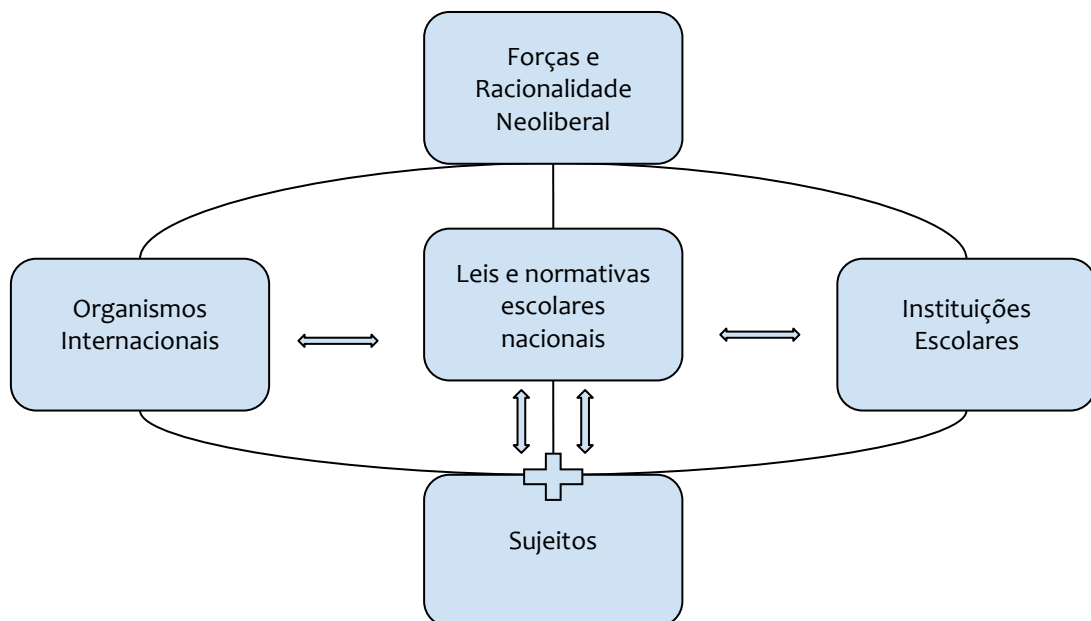 Forças e
Racionalidade
Neoliberal
Organismos
Internacionais
Leis e normativas
escolares
nacionais
Instituições
Escolares
Sujeitos